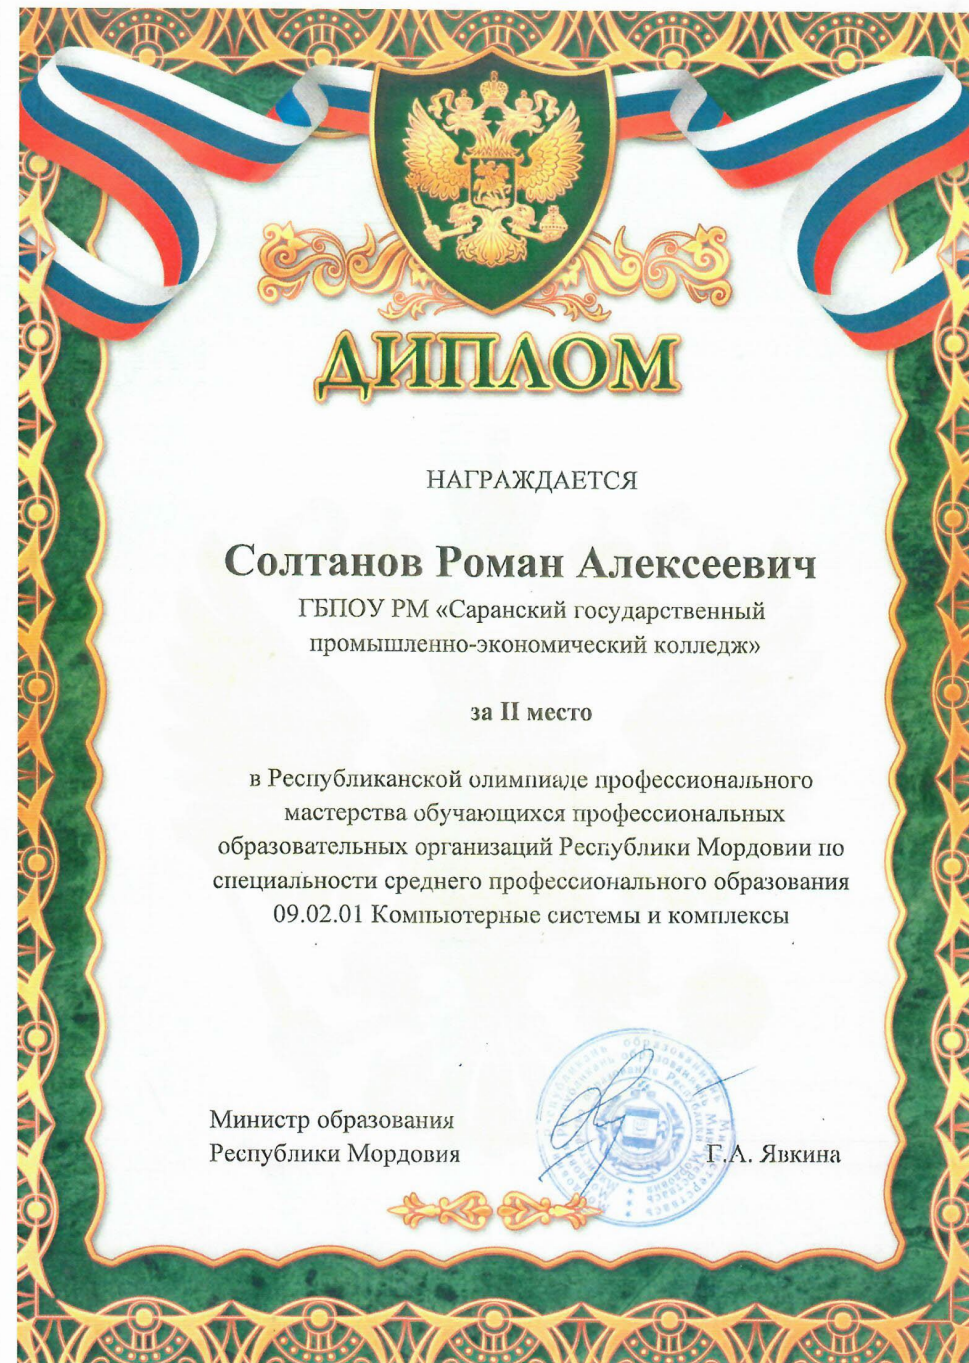 ДИПЛОМ
НАГРАЖДАЕТСЯ
Солтанов Роман Алексеевич
ГБПОУ РМ «Саранский государственный
промышленно-экономический колледж»
за II место
в Республиканской олимпиаде профессионального
мастерства обучающихся профессиональных
образовательных организаций Республики Мордовии по
специальности среднего профессионального образования
09.02.01 Компьютерные системы и комплексы
Министр образования
Республики Мордовия
Г.А. Явкина